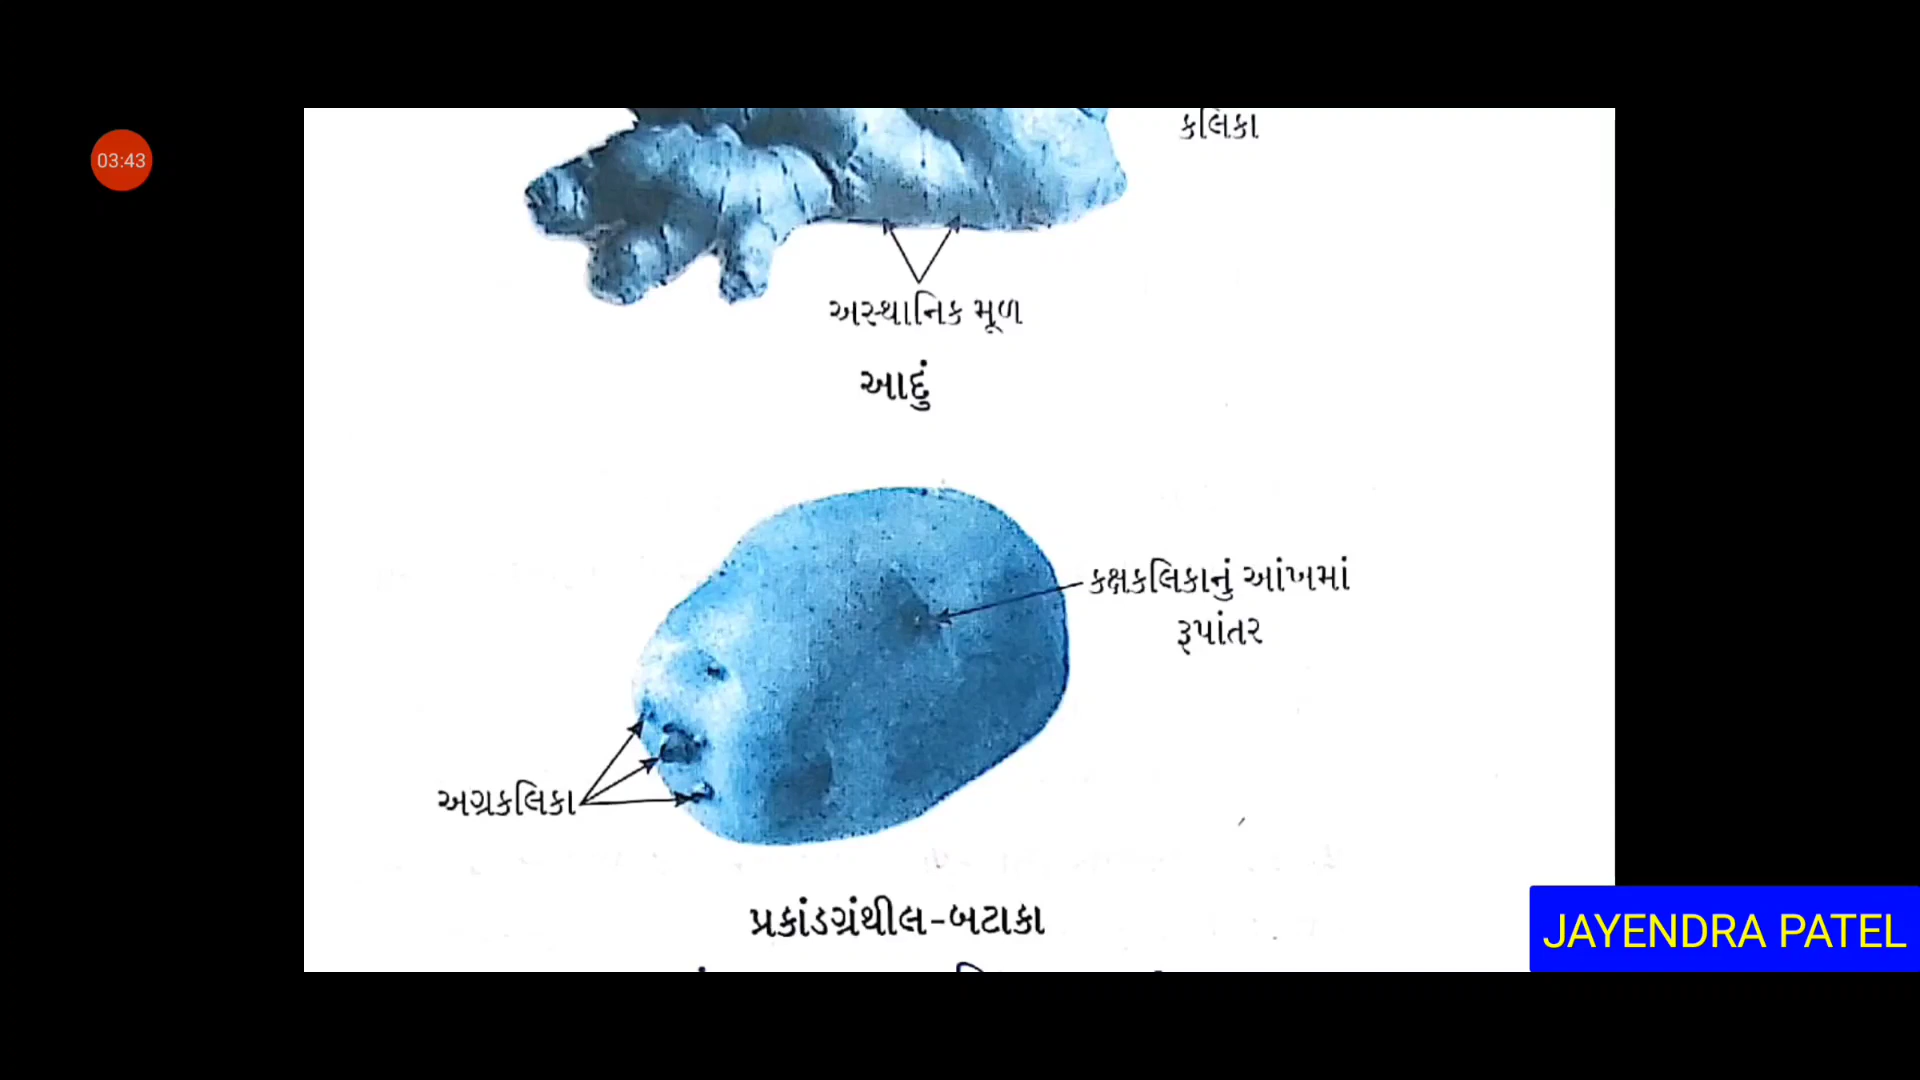 કલિકા
03:43
અસ્થાનિક મૂળ
આદું
કક્ષકલિકાનું આંખમાં
રૂપાંતર
અગ્રકલિકા
પ્રકાંડગ્રંથીલ-બટાકા
JAYENDRA PATEL